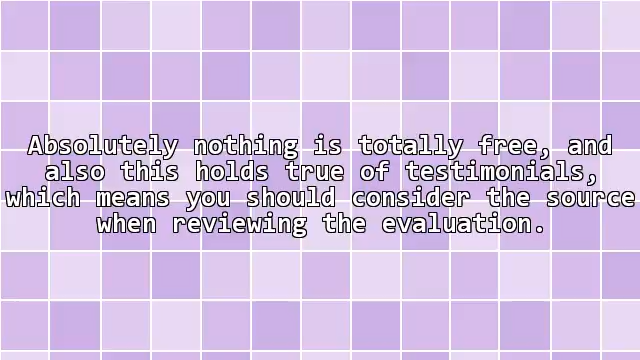 Absolutely nothing is totally free, and
also this holds true of testimonials,
which means you should consider the source
when reviewing the evaluation.